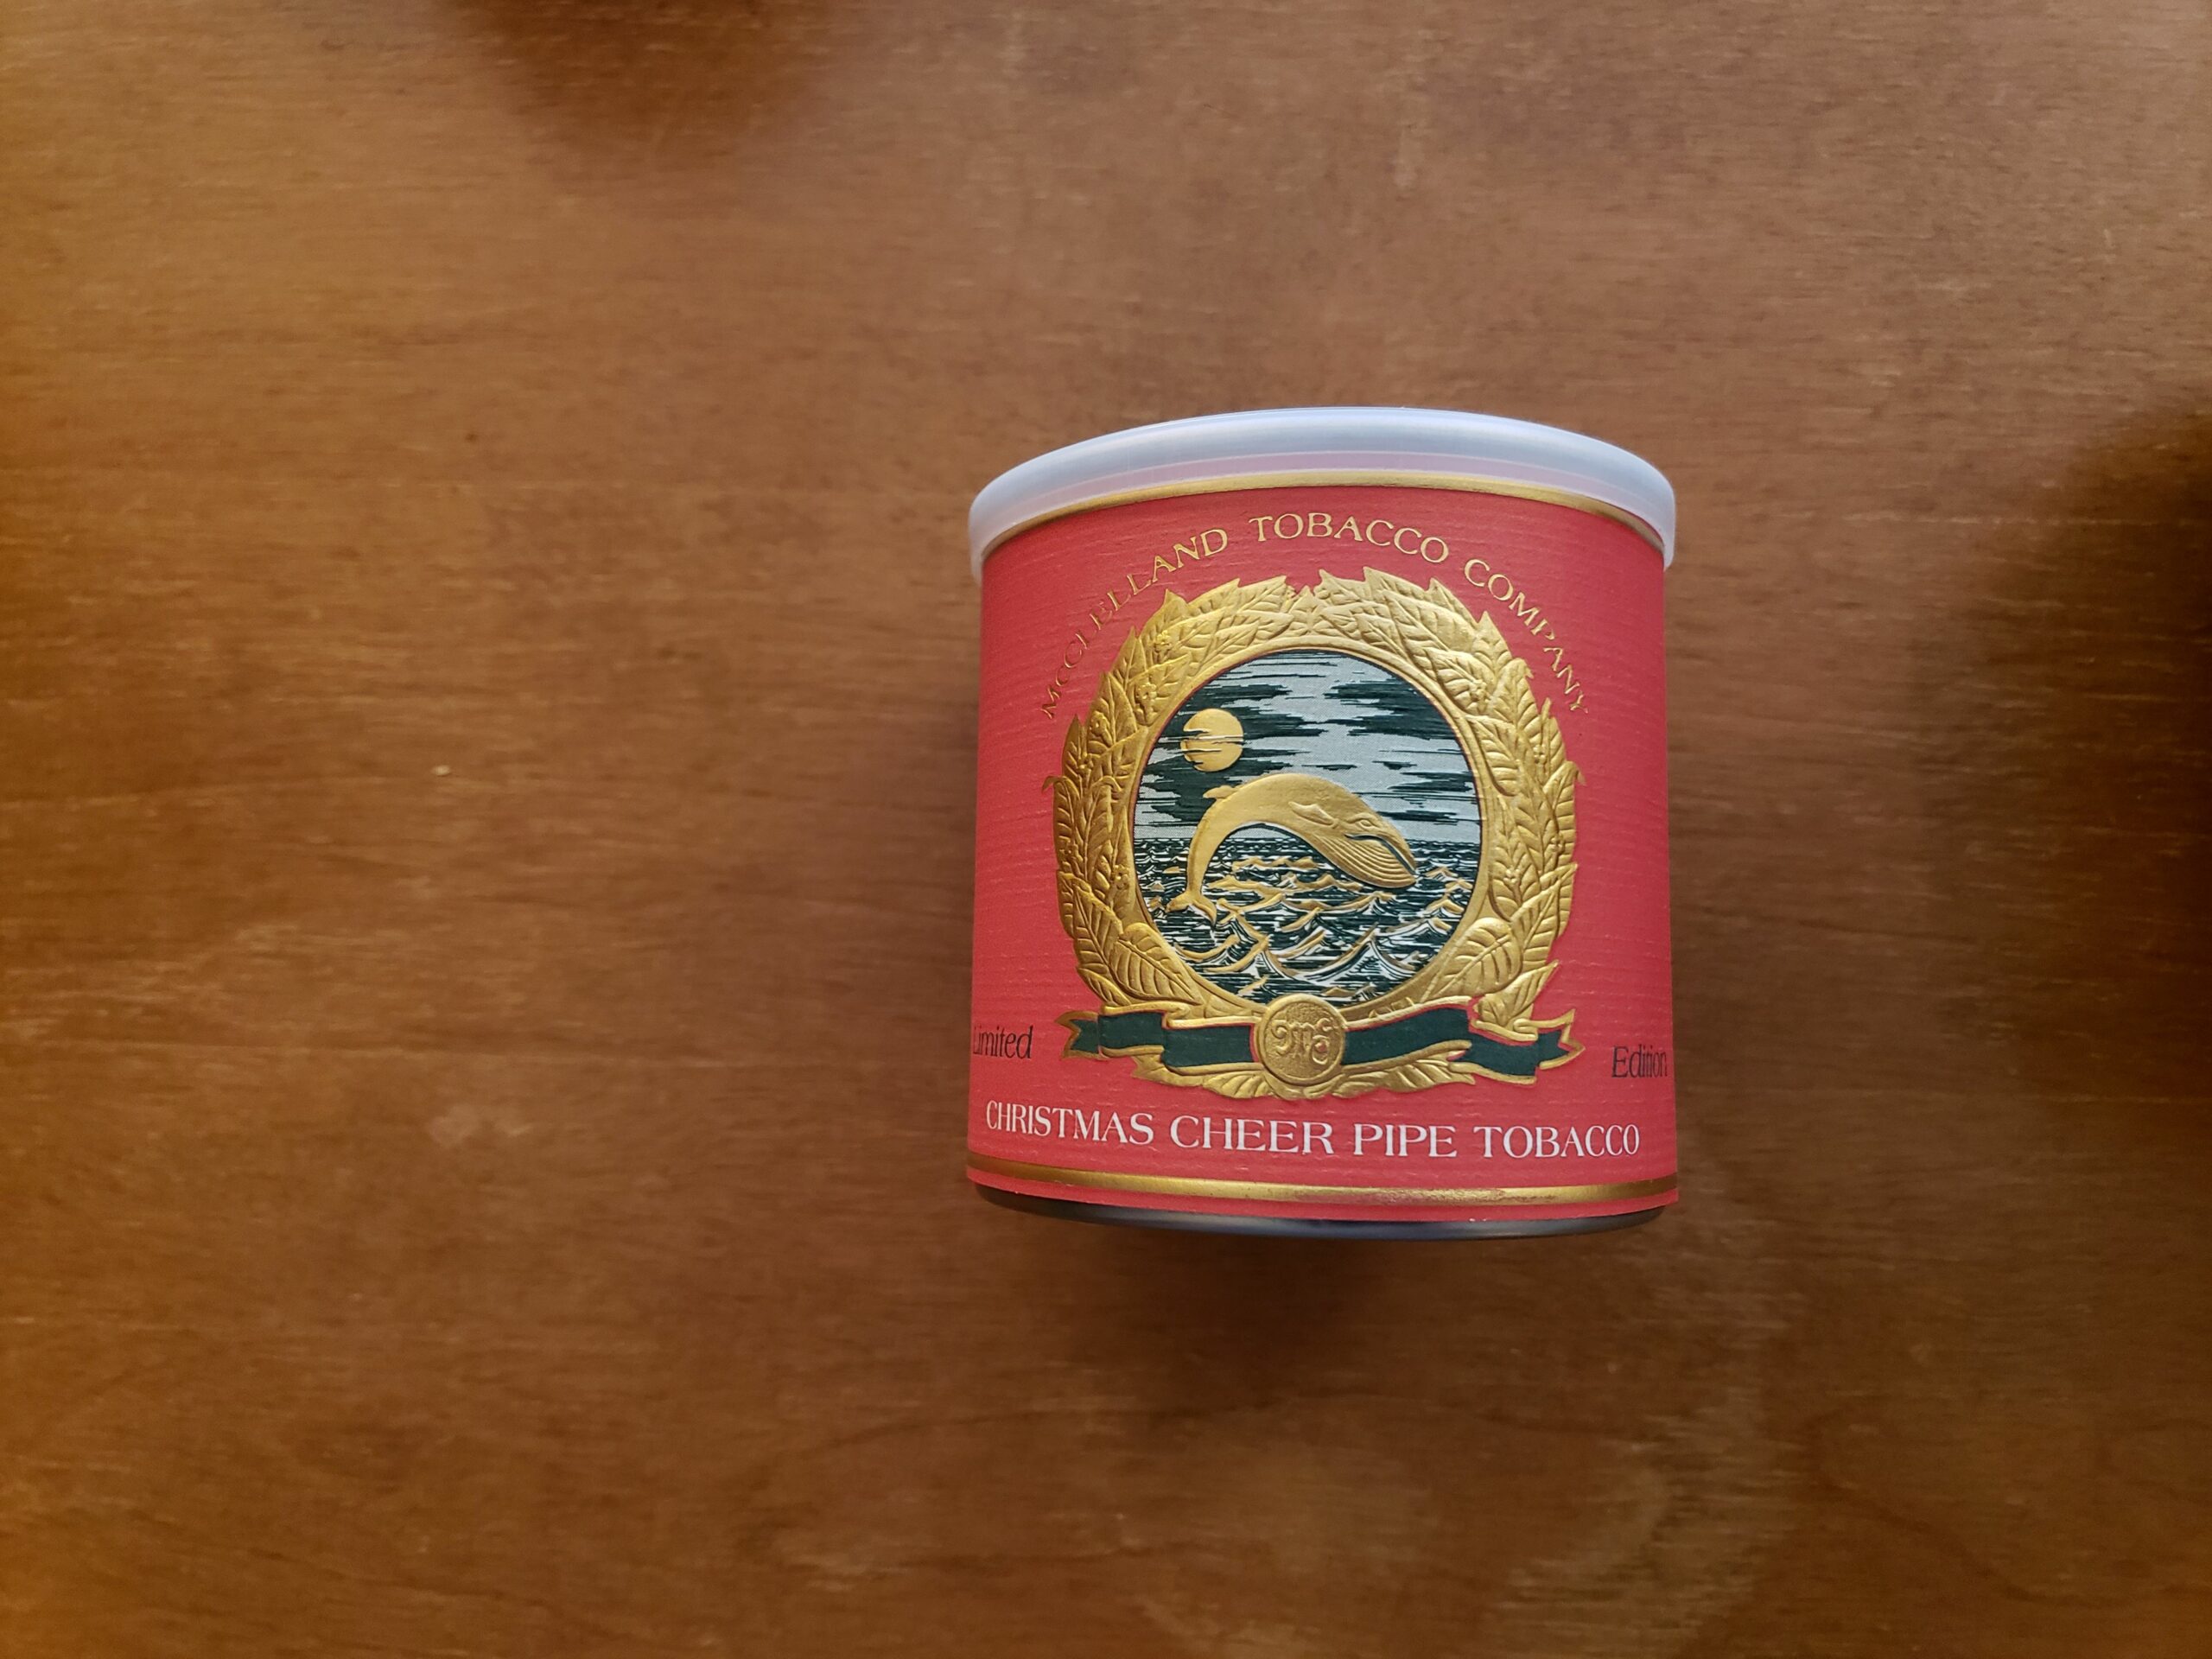 McCLELLAND TOBACCO COMPANY
Limited Edition
CHRISTMAS CHEER PIPE TOBACCO